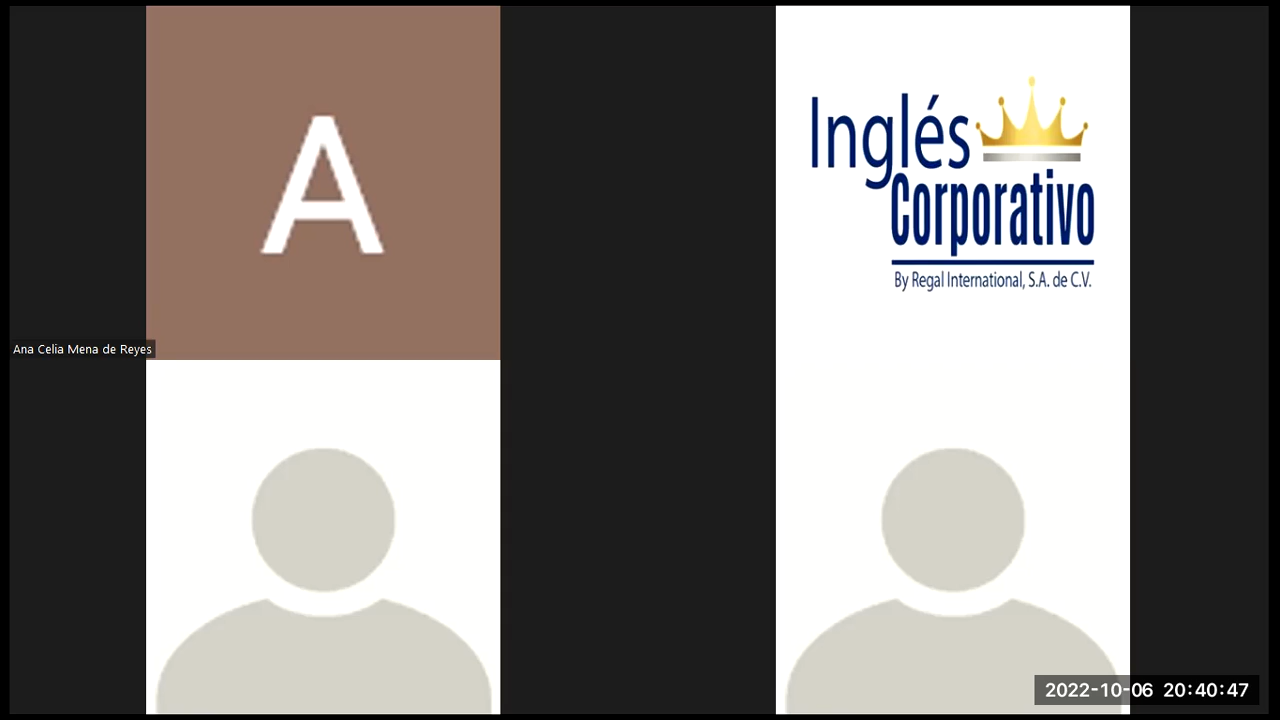 A
Inglés
Corporativo
By Regal International, S.A. de C.V.
Ana Celia Mena de Reyes
2022-10-06 20:40:47